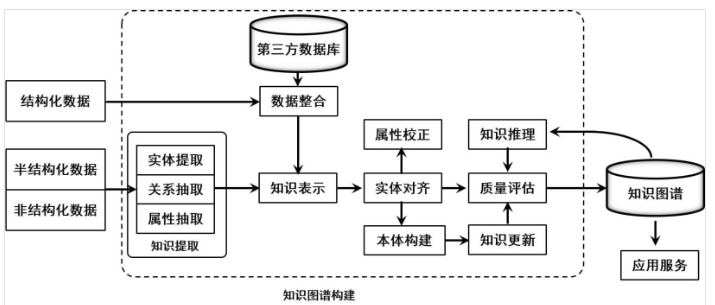 第三方数据库
结构化数据
数据整合
属性校正
知识推理
半结构化数据
非结构化数据
实体提取
关系抽取
属性抽取
知识提取
知识表示
实体对齐
质量评估
知识图谱
本体构建
知识更新
应用服务
知识图谱构建